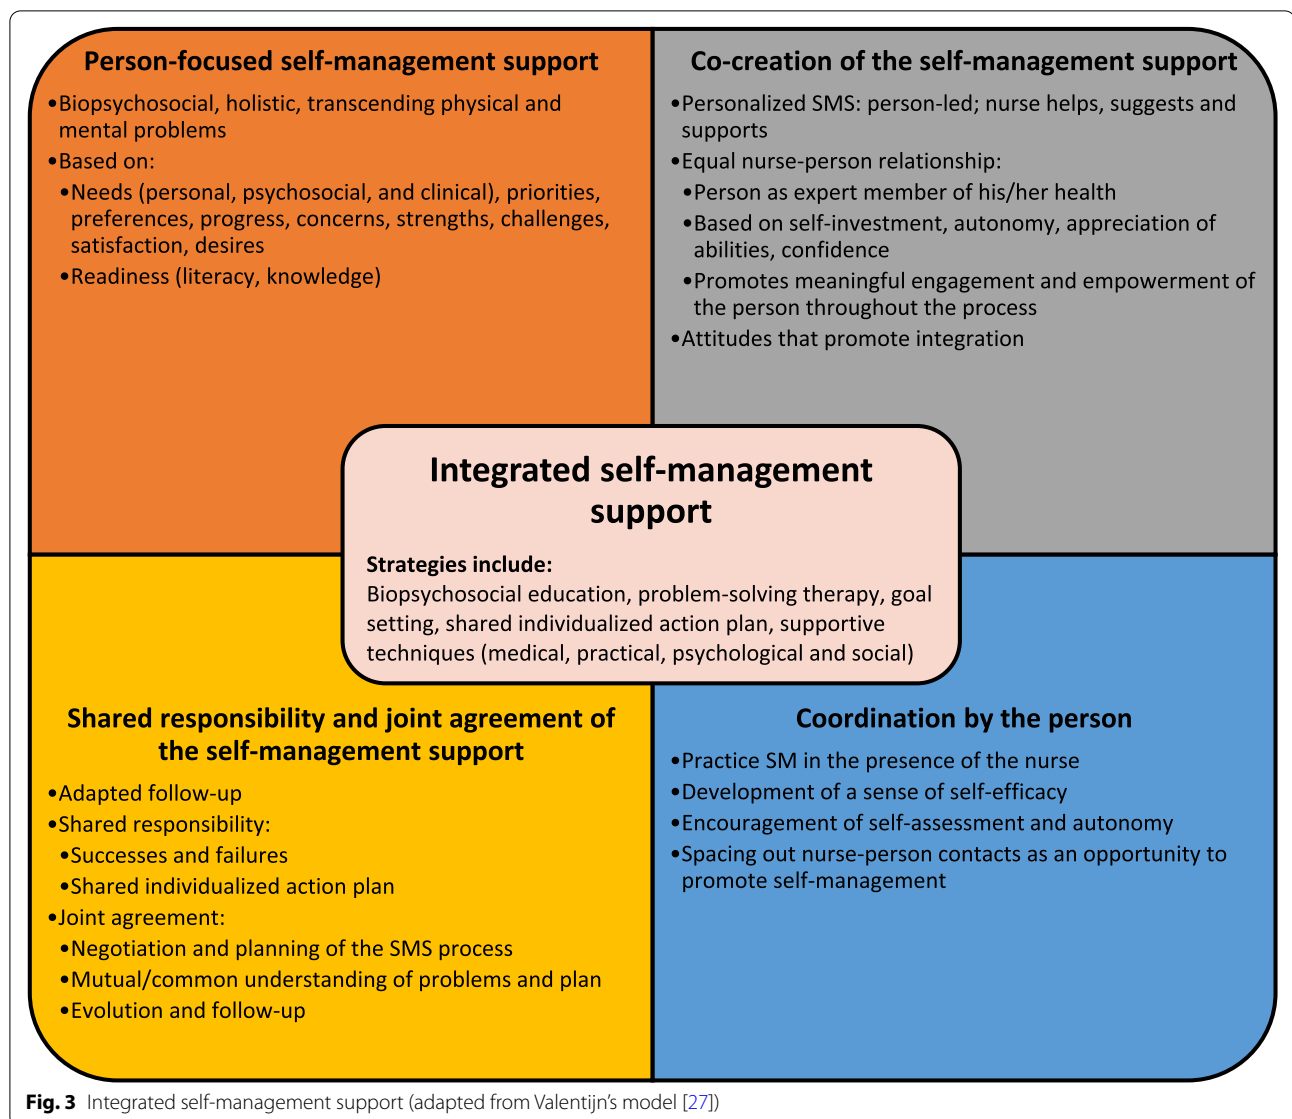 Person-focused self-management support
•Biopsychosocial, holistic, transcending physical and
mental problems
•Based on:
•Needs (personal, psychosocial, and clinical), priorities,
preferences, progress, concerns, strengths, challenges,
satisfaction, desires
•Readiness (literacy, knowledge)
Co-creation of the self-management support
•Personalized SMS: person-led; nurse helps, suggests and
supports
•Equal nurse-person relationship:
•Person as expert member of his/her health
•Based on self-investment, autonomy, appreciation of
abilities, confidence
•Promotes meaningful engagement and empowerment of
the person throughout the process
•Attitudes that promote integration
Integrated self-management
support
Strategies include:
Biopsychosocial education, problem-solving therapy, goal
setting, shared individualized action plan, supportive
techniques (medical, practical, psychological and social)
Shared responsibility and joint agreement of
the self-management support
•Adapted follow-up
•Shared responsibility:
•Successes and failures
•Shared individualized action plan
•Joint agreement:
•Negotiation and planning of the SMS process
•Mutual/common understanding of problems and plan
•Evolution and follow-up
Coordination by the person
•Practice SM in the presence of the nurse
•Development of a sense of self-efficacy
•Encouragement of self-assessment and autonomy
•Spacing out nurse-person contacts as an opportunity to
promote self-management
Fig. 3 Integrated self-management support (adapted from Valentijn’s model [27])